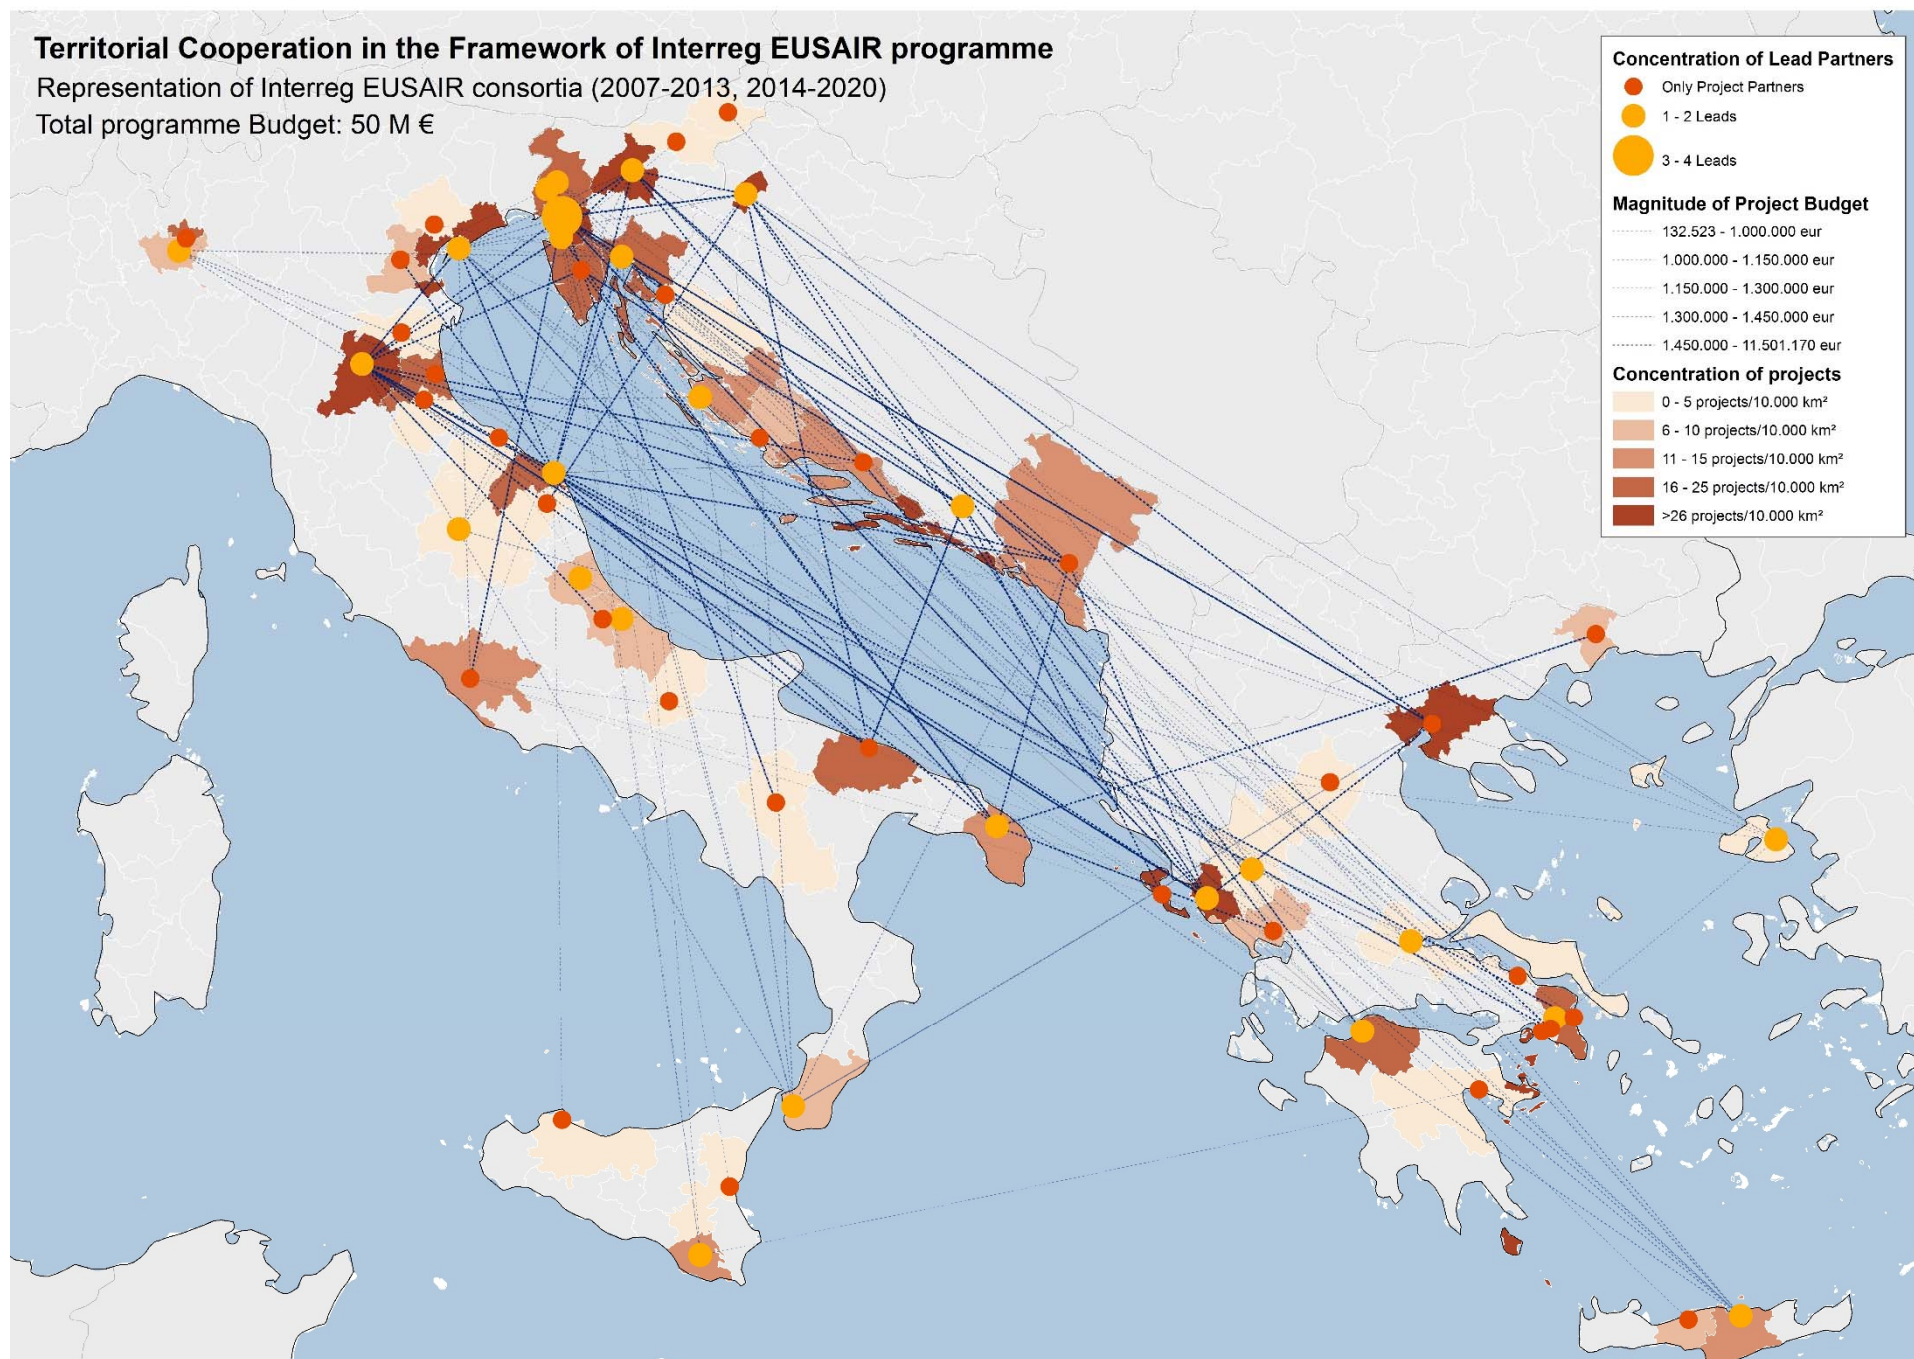 Territorial Cooperation in the Framework of Interreg EUSAIR programme
Representation of Interreg EUSAIR consortia (2007-2013, 2014-2020)
Total programme Budget: 50 M €
Concentration of Lead Partners
Only Project Partners
1 - 2 Leads
3 - 4 Leads
Magnitude of Project Budget
132.523 - 1.000.000 eur
1.000.000 - 1.150.000 eur
1.150.000 - 1.300.000 eur
1.300.000 - 1.450.000 eur
1.450.000 - 11.501.170 eur
Concentration of projects
0 - 5 projects/10.000 km²
6 - 10 projects/10.000 km²
11 - 15 projects/10.000 km²
16 - 25 projects/10.000 km²
>26 projects/10.000 km²